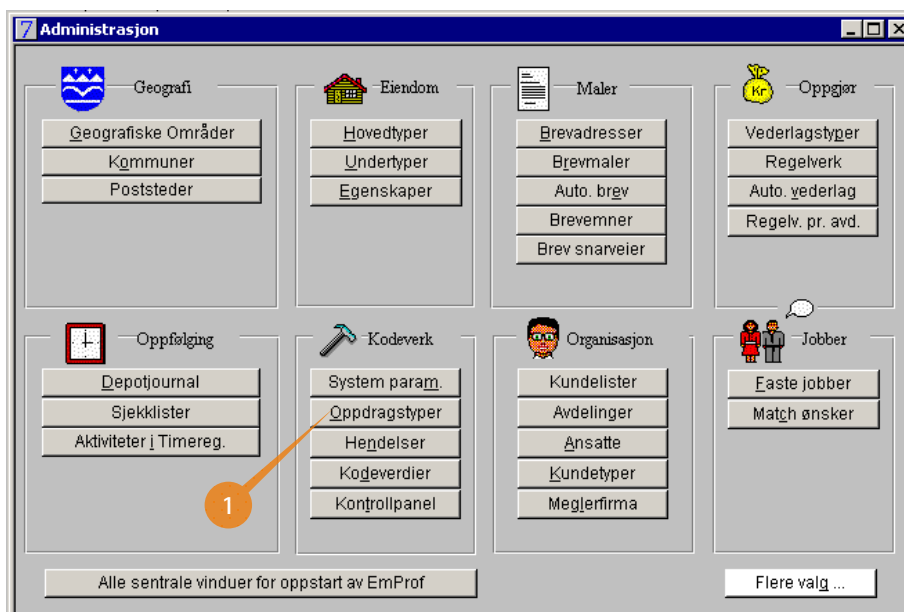 7 Administrasjon
Geografi
Geografiske Områder
Kommuner
Poststeder
Eiendom
Hovedtyper
Undertyper
Egenskaper
Maler
Brevadresser
Brevmaler
Auto. brev
Brevemner
Brev snarveier
Kr
Oppgjør
Vederlagstyper
Regelverk
Auto. vederlag
Regelv. pr. avd.
Oppfølging
Depotjournal
Sjekklister
Aktiviteter i Timereg.
Kodeverk
System param.
Oppdragstyper
Hendelser
Kodeverdier
Kontrollpanel
1
Organisasjon
Kundelister
Avdelinger
Ansatte
Kundetyper
Meglerfirma
Jobber
Faste jobber
Match ønsker
Alle sentrale vinduer for oppstart av EmProf
Flere valg ...